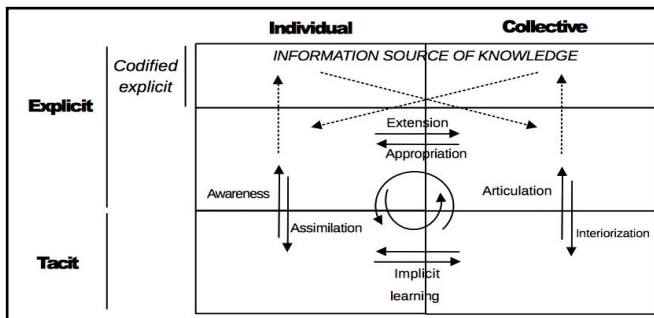 Individual
Collective
Codified
explicit
INFORMATION SOURCE OF KNOWLEDGE
Explicit
Extension
Appropriation
Awareness
Articulation
Assimilation
Interiorization
Tacit
Implicit
learning